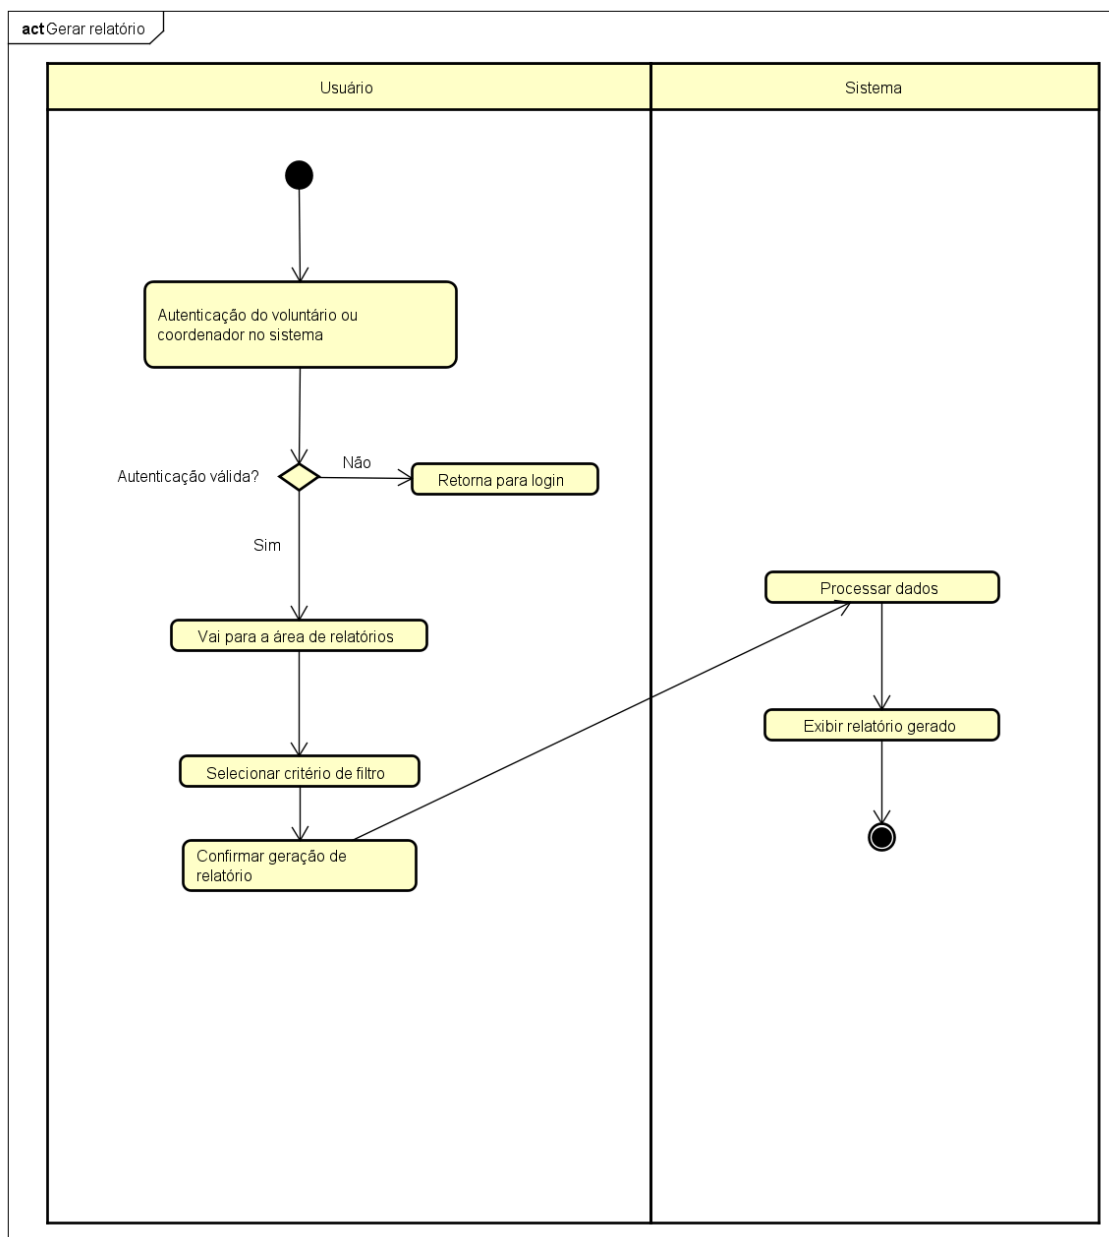 act Gerar relatório
Usuário
Sistema
Autenticação do voluntário ou
coordenador no sistema
Autenticação válida?
Não
Retorna para login
Sim
Vai para a área de relatórios
Selecionar critério de filtro
Confirmar geração de
relatório
Processar dados
Exibir relatório gerado